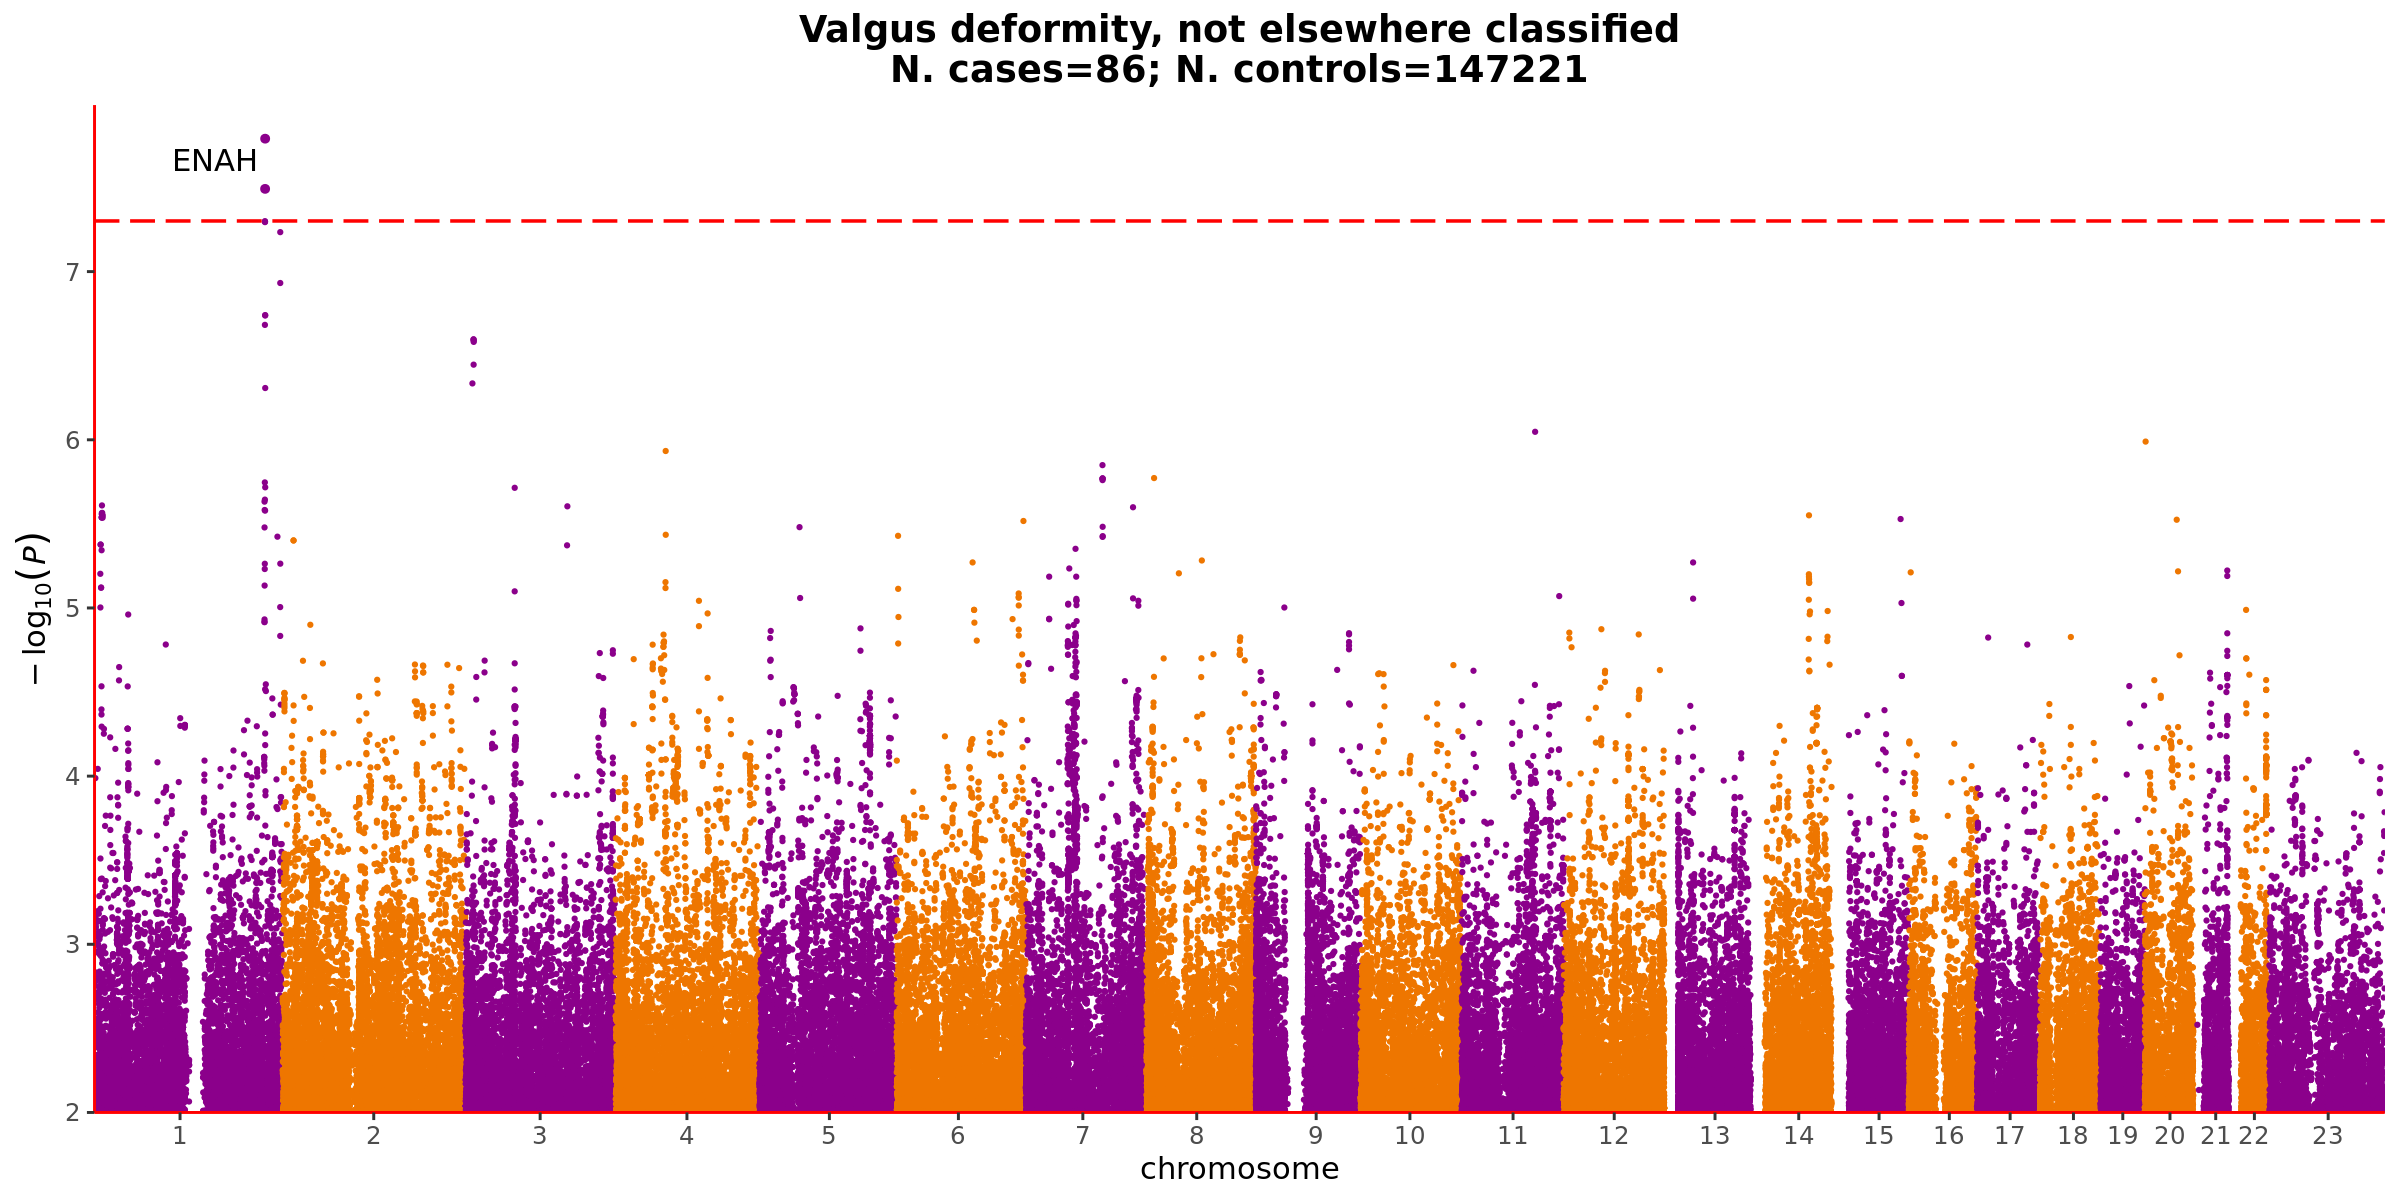 Valgus deformity, not elsewhere classified
N. cases=86; N. controls=147221
ENAH
7
6
5
4
3
2
−log10(P)
1 2 3 4 5 6 7 8 9 10 11 12 13 14 15 16 17 18 19 20 21 22 23
chromosome